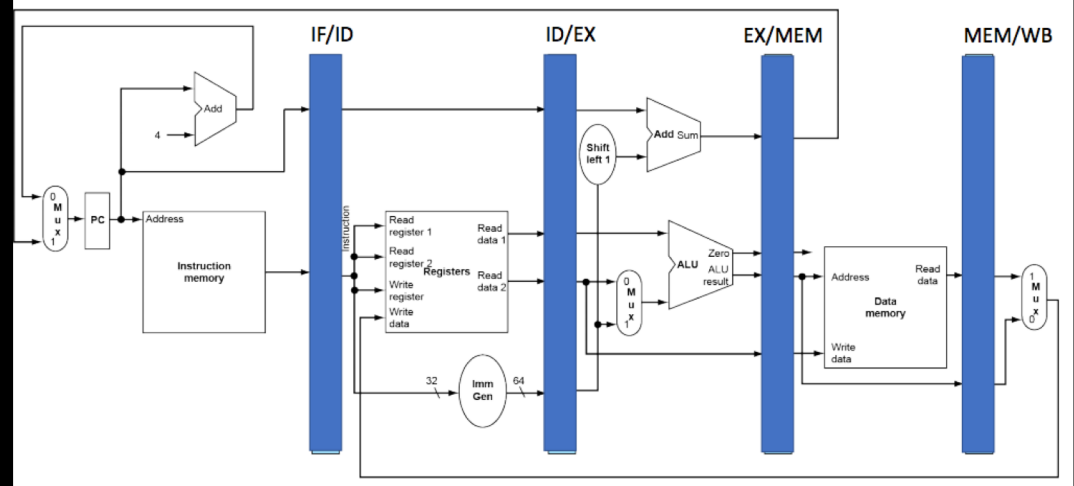 IF/ID
ID/EX
EX/MEM
MEM/WB
Add
4
Add Sum
Shift
left 1
0
M
u
x
1
PC
Address
Instruction
memory
Instruction
Read
register 1
Read
register 2
Write
register
Write
data
Registers
Read
data 1
Read
data 2
0
M
u
x
1
ALU
Zero
ALU
result
Address
Read
data
Data
memory
Write
data
1
M
u
x
0
32
Imm
Gen
64